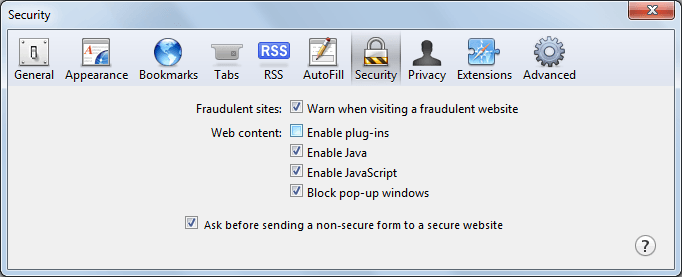 Security
General Appearance Bookmarks Tabs RSS AutoFill Security Privacy Extensions Advanced
Fraudulent sites: Warn when visiting a fraudulent website
Web content: Enable plug-ins
Enable Java
Enable JavaScript
Block pop-up windows
Ask before sending a non-secure form to a secure website
?